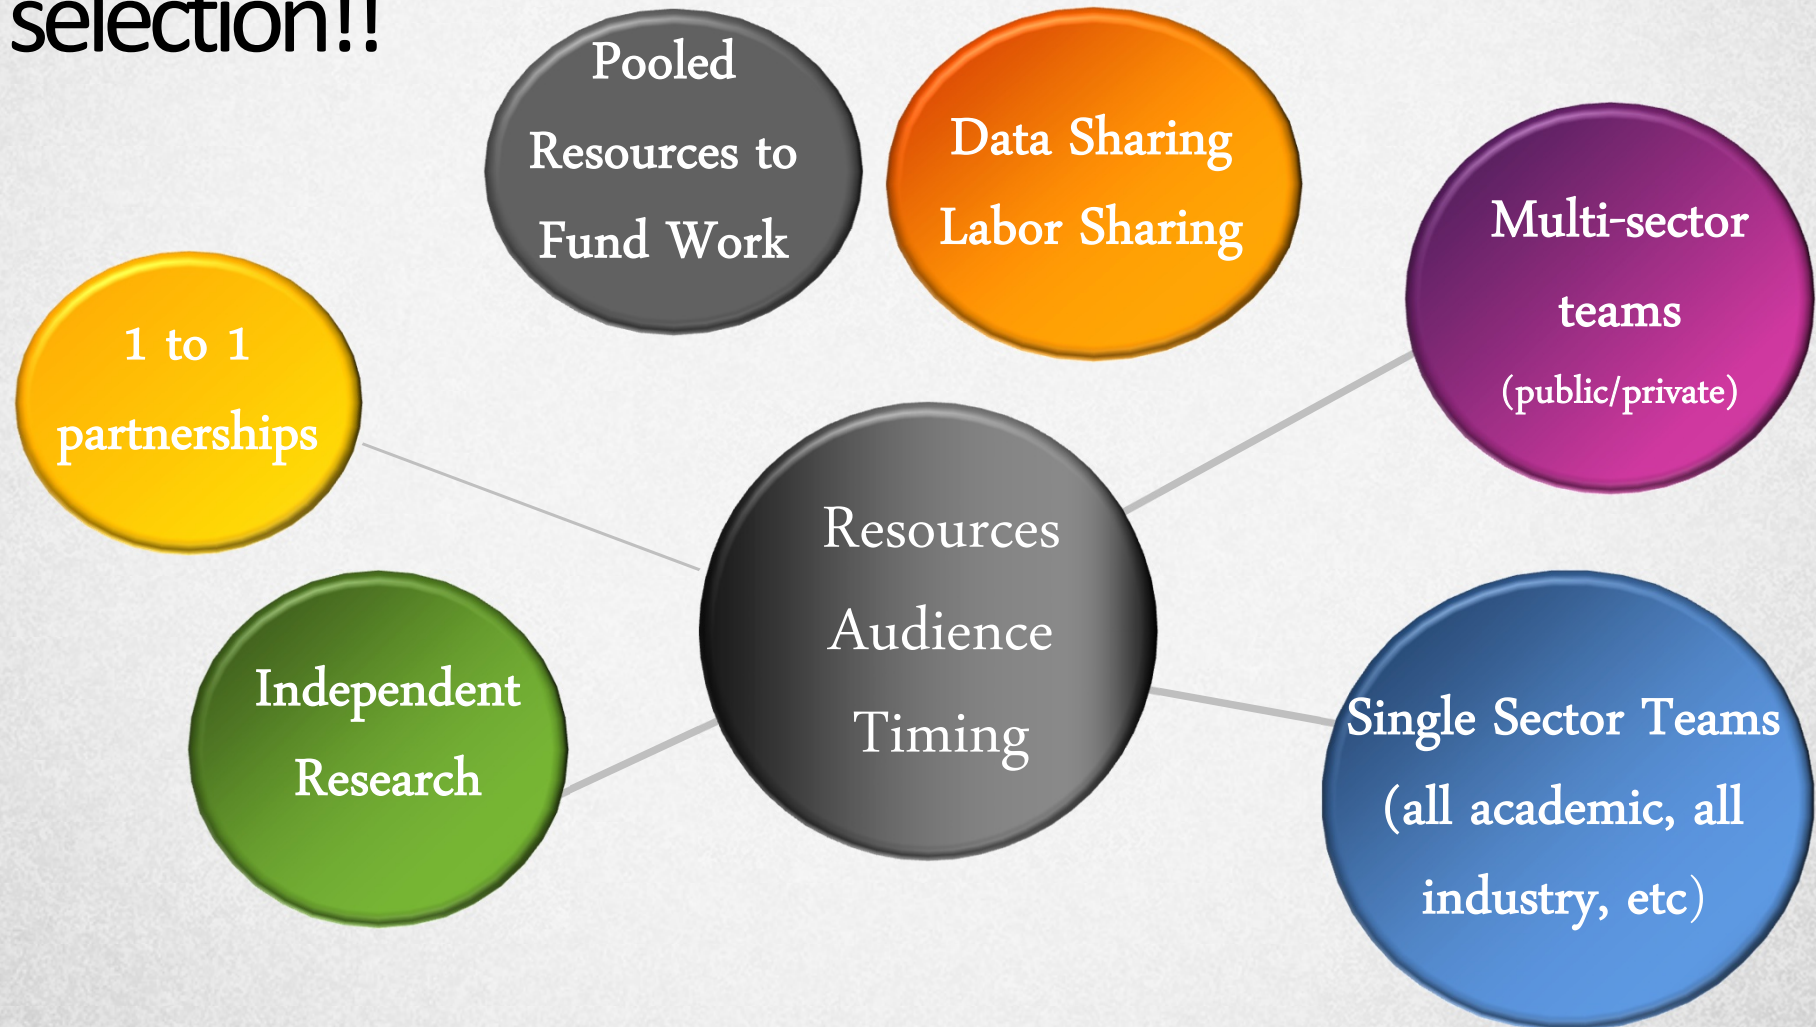 selection!!
Pooled
Resources to
Fund Work
Data Sharing
Labor Sharing
Multi-sector
teams
(public/private)
1 to 1
partnerships
Resources
Audience
Timing
Independent
Research
Single Sector Teams
(all academic, all
industry, etc)